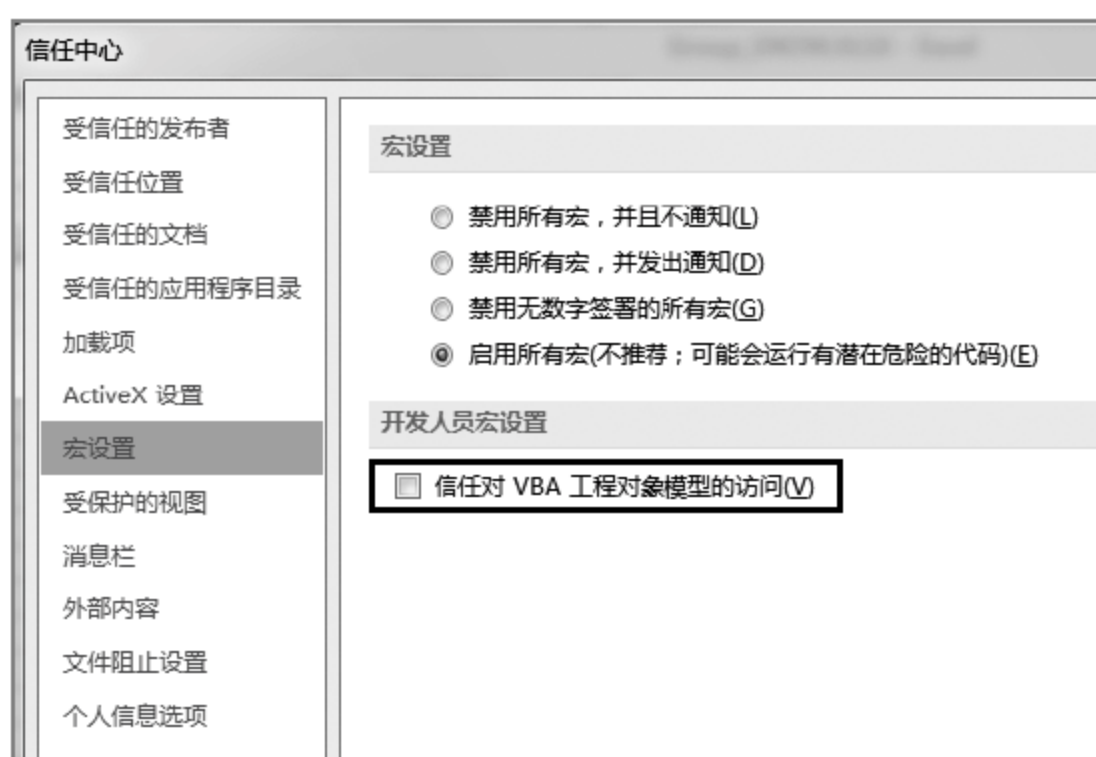 信任中心
受信任的发布者
受信任位置
受信任的文档
受信任的应用程序目录
加载项
ActiveX 设置
宏设置
受保护的视图
消息栏
外部内容
文件阻止设置
个人信息选项
宏设置
禁用所有宏，并且不通知(L)
禁用所有宏，并发出通知(D)
禁用无数字签署的所有宏(G)
启用所有宏(不推荐；可能会运行有潜在危险的代码)(E)
开发人员宏设置
信任对 VBA 工程对象模型的访问(V)